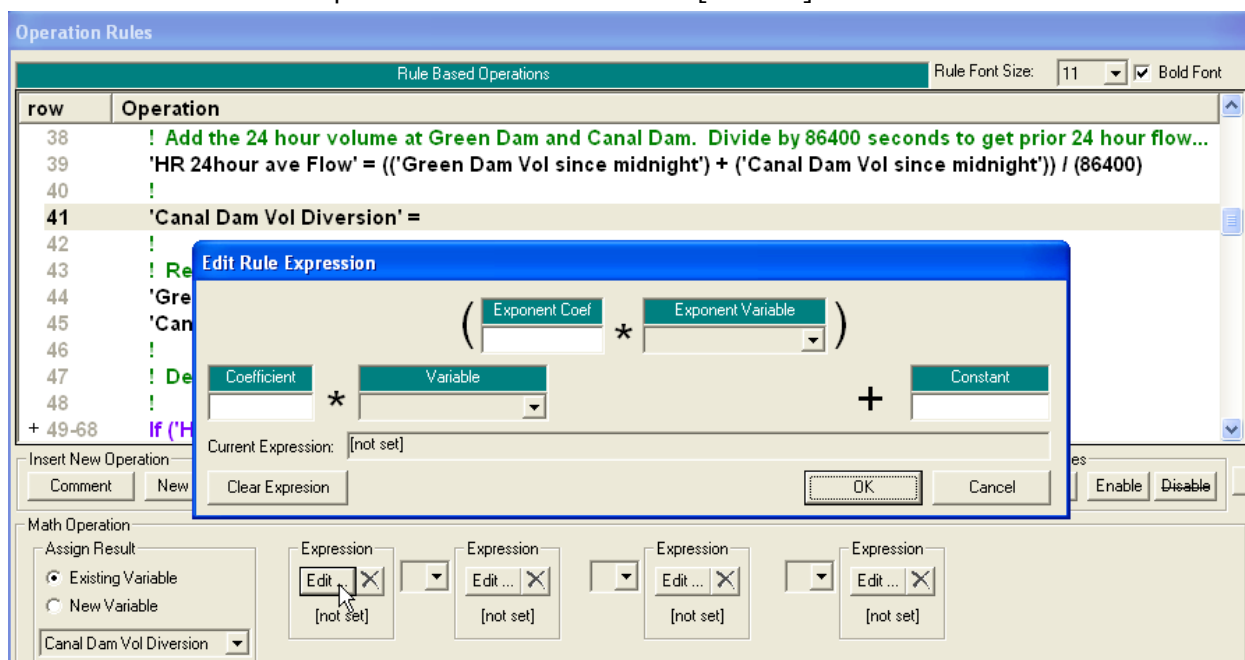 Operation Rules
Rule Based Operations Rule Font Size: 11 Bold Font
row Operation
38 ! Add the 24 hour volume at Green Dam and Canal Dam. Divide by 86400 seconds to get prior 24 hour flow...
39 'HR 24hour ave Flow' = (('Green Dam Vol since midnight') + ('Canal Dam Vol since midnight')) / (86400)
40 !
41 'Canal Dam Vol Diversion' =
42 !
43 ! Re
44 'Gre
45 'Can
46 !
47 ! De
48 !
+ 49-68 If ('H
Edit Rule Expression
( Exponent Coef * Exponent Variable )
Coefficient * Variable + Constant
Current Expression: [not set]
Clear Expresion OK Cancel
Insert New Operation es
Comment New Enable Disable
Math Operation
Assign Result Expression Expression Expression Expression
Existing Variable Edit ... Edit ... Edit ... Edit ...
New Variable [not set] [not set] [not set] [not set]
Canal Dam Vol Diversion